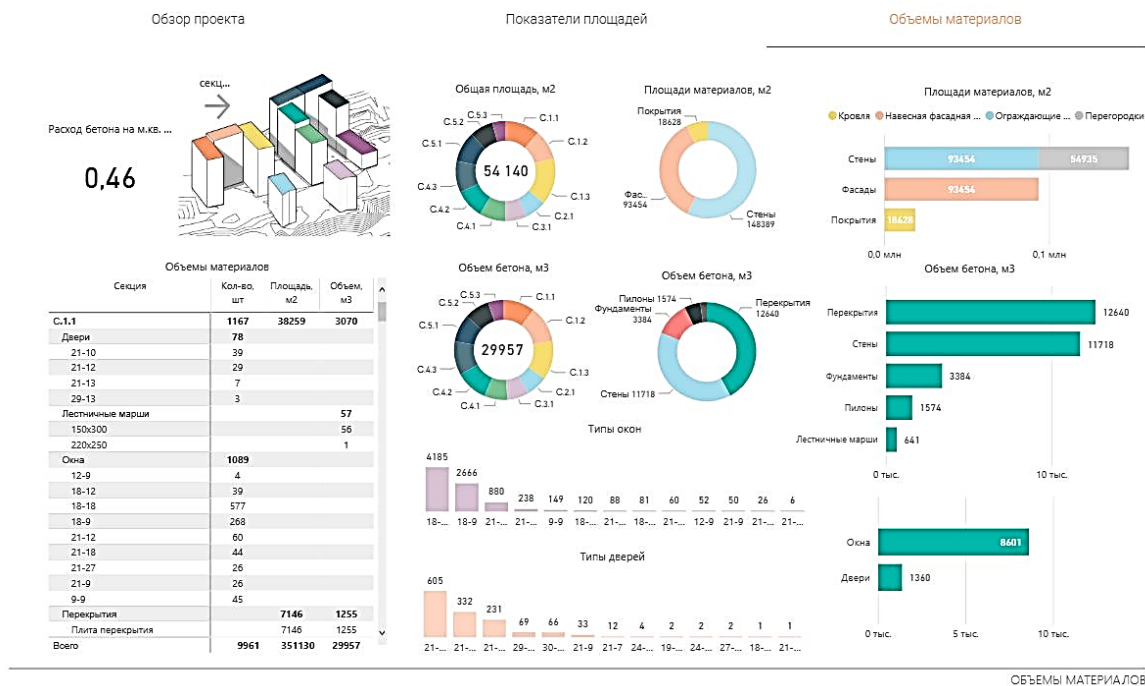 Обзор проекта
Показатели площадей
Объемы материалов
секц...
Расход бетона на м.кв. ...
0,46
Общая площадь, м2
С.5.3
С.5.2
С.5.1
С.4.3
С.4.2
С.4.1
С.3.1
С.2.1
С.1.3
С.1.2
С.1.1
54 140
Площади материалов, м2
Покрытия
18628
Фас...
93454
Стены
148389
Площади материалов, м2
Кровля Навесная фасадная ... Ограждающие ... Перегородки
Стены 93454 54935
Фасады 93454
Покрытия 18628
0,0 млн 0,1 млн
Объемы материалов
Секция Кол-во, шт Площадь, м2 Объем, м3
С.1.1 1167 38259 3070
Двери 78
21-10 39
21-12 29
21-13 7
29-13 3
Лестничные марши 57
150x300 56
220x250 1
Окна 1089
12-9 4
18-12 39
18-18 577
18-9 268
21-12 60
21-18 44
21-27 26
21-9 26
9-9 45
Перекрытия 7146 1255
Плита перекрытия 7146 1255
Всего 9961 351130 29957
Объем бетона, м3
С.5.3
С.5.2
С.5.1
С.4.3
С.4.2
С.4.1
С.3.1
С.2.1
С.1.3
С.1.2
С.1.1
29957
Объем бетона, м3
Пилоны 1574
Фундаменты
3384
Перекрытия
12640
Стены 11718
Объем бетона, м3
Перекрытия 12640
Стены 11718
Фундаменты 3384
Пилоны 1574
Лестничные марши 641
0 тыс. 10 тыс.
Типы окон
4185 2666 880 238 149 120 88 81 60 52 50 26 6
18-... 18-9 21-... 21-... 9-9 18-... 21-... 18-... 21-... 12-9 21-9 21-... 21-...
Типы дверей
605 332 231 69 66 33 12 4 2 2 2 1 1
21-... 21-... 21-... 29-... 30-... 21-9 21-7 24-... 19-... 24-... 27-... 18-... 21-...
Окна 8601
Двери 1360
0 тыс. 5 тыс. 10 тыс.
ОБЪЕМЫ МАТЕРИАЛОВ